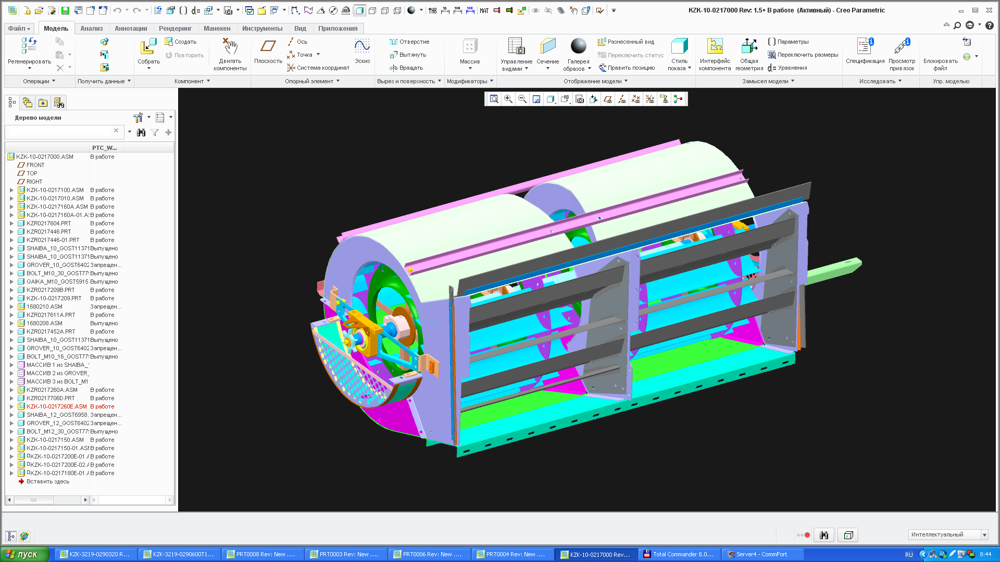 KZK-10-0217000 Rev: 1.5+ В работе (Активный) - Creo Parametric
Файл
Модель
Анализ
Аннотации
Рендеринг
Манекен
Инструменты
Вид
Приложения
Регенерировать
Создать
Повторить
Собрать
Двигать компоненты
Плоскость
Ось
Точка
Система координат
Эскиз
Отверстие
Вытянуть
Вращать
Массив
Управление видами
Сечение
Галерея образов
Разнесенный вид
Переключить статус
Править позицию
Стиль показа
Интерфейс компонента
Общая геометрия
Параметры
Переключить размеры
Уравнения
Спецификация
Просмотр привязок
Блокировать файл
Операции
Получить данные
Компонент
Опорный элемент
Вырез и поверхность
Модификаторы
Отображение модели
Замысел модели
Исследовать
Упр. моделью
Дерево модели
PTC_W...
KZK-10-0217000.ASM В работе
FRONT
TOP
RIGHT
KZK-10-0217100.ASM В работе
KZK-10-0217010.ASM В работе
KZK-10-0217160A.ASM В работе
KZK-10-0217160A-01.A В работе
KZR0217604.PRT В работе
KZR0217446.PRT В работе
KZR0217446-01.PRT В работе
SHAIBA_10_GOST11371 Выпущено
SHAIBA_10_GOST11371 Выпущено
GROVER_10_GOST6402 Запрещен...
BOLT_M10_30_GOST77 Выпущено
GAIKA_M10_GOST5915 Выпущено
KZR0217209B.PRT В работе
KZK-10-0217209.PRT В работе
1680210.ASM Запрещен...
KZR0217611A.PRT В работе
1680208.ASM Выпущено
KZR0217452A.PRT В работе
SHAIBA_10_GOST11371 Выпущено
GROVER_10_GOST6402 Запрещен...
BOLT_M10_16_GOST77 Выпущено
МАССИВ 1 из SHAIBA_
МАССИВ 2 из GROVER_
МАССИВ 3 из BOLT_M1
KZR0217260A.ASM В работе
KZR0217706D.PRT В работе
KZK-10-0217260E.ASM В работе
SHAIBA_12_GOST6958. Запрещен...
GROVER_12_GOST6402 Запрещен...
BOLT_M12_30_GOST77 Выпущено
KZK-10-0217150.ASM В работе
KZK-10-0217150-01.AS В работе
KZK-10-0217200E-01. В работе
KZK-10-0217200E-02. В работе
KZK-10-0217180E-01. В работе
Вставить здесь
Интеллектуальный
пуск
KZK-3219-0290320 R...
KZK-3219-0290600T1...
PRT0008 Rev: New ....
PRT0003 Rev: New ....
PRT0006 Rev: New ....
PRT0004 Rev: New ....
KZK-10-0217000 Rev...
Total Commander 8.0...
Server4 - CommFort
RU
8:44